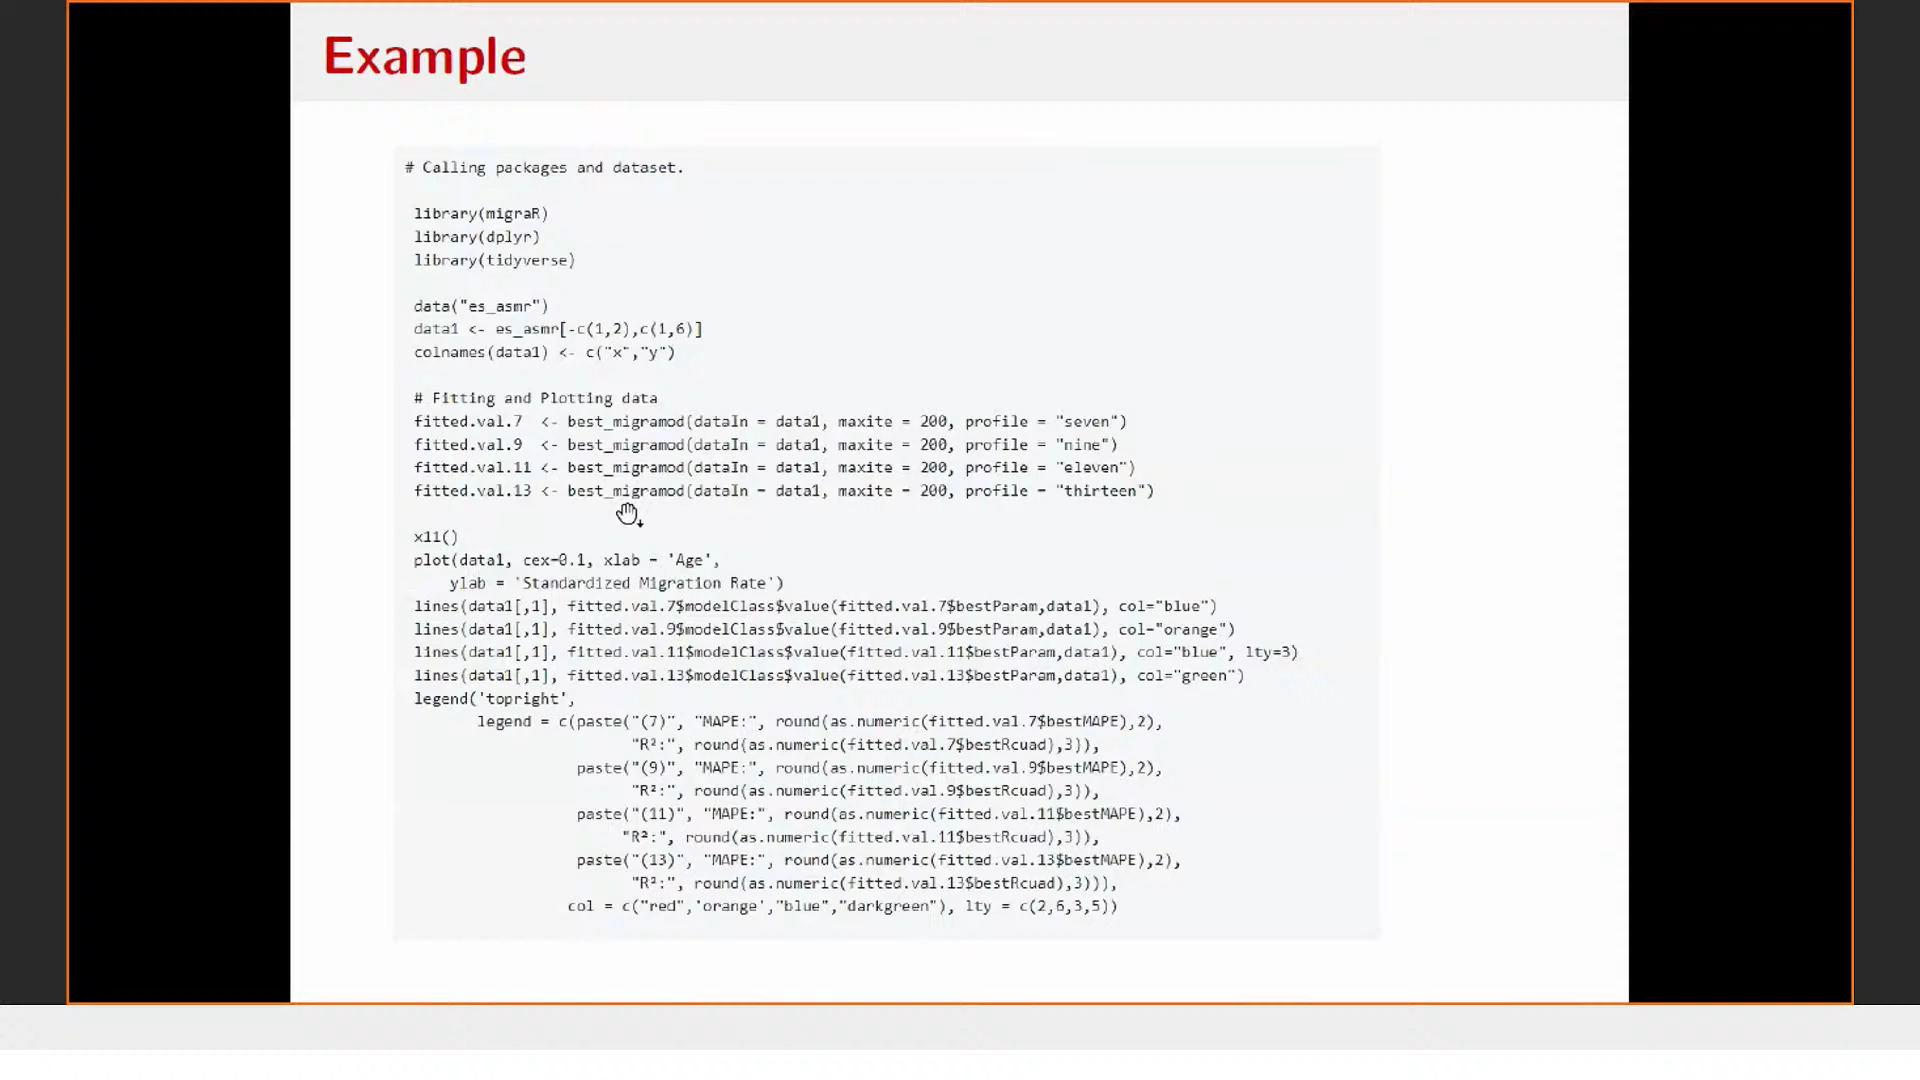 Example
# Calling packages and dataset.
library(migraR)
library(dplyr)
library(tidyverse)
data("es_asmr")
data1 <- es_asmr[-c(1,2),c(1,6)]
colnames(data1) <- c("x","y")
# Fitting and Plotting data
fitted.val.7 <- best_migramod(dataIn = data1, maxite = 200, profile = "seven")
fitted.val.9 <- best_migramod(dataIn = data1, maxite = 200, profile = "nine")
fitted.val.11 <- best_migramod(dataIn = data1, maxite = 200, profile = "eleven")
fitted.val.13 <- best_migramod(dataIn = data1, maxite = 200, profile = "thirteen")
x11()
plot(data1, cex=0.1, xlab = 'Age',
ylab = 'Standardized Migration Rate')
lines(data1[,1], fitted.val.7$modelClass$value(fitted.val.7$bestParam,data1), col="blue")
lines(data1[,1], fitted.val.9$modelClass$value(fitted.val.9$bestParam,data1), col="orange")
lines(data1[,1], fitted.val.11$modelClass$value(fitted.val.11$bestParam,data1), col="blue", lty=3)
lines(data1[,1], fitted.val.13$modelClass$value(fitted.val.13$bestParam,data1), col="green")
legend('topright',
legend = c(paste("(7)", "MAPE:", round(as.numeric(fitted.val.7$bestMAPE),2),
"R²:", round(as.numeric(fitted.val.7$bestRcuad),3)),
paste("(9)", "MAPE:", round(as.numeric(fitted.val.9$bestMAPE),2),
"R²:", round(as.numeric(fitted.val.9$bestRcuad),3)),
paste("(11)", "MAPE:", round(as.numeric(fitted.val.11$bestMAPE),2),
"R²:", round(as.numeric(fitted.val.11$bestRcuad),3)),
paste("(13)", "MAPE:", round(as.numeric(fitted.val.13$bestMAPE),2),
"R²:", round(as.numeric(fitted.val.13$bestRcuad),3))),
col = c("red",'orange',"blue","darkgreen"), lty = c(2,6,3,5))